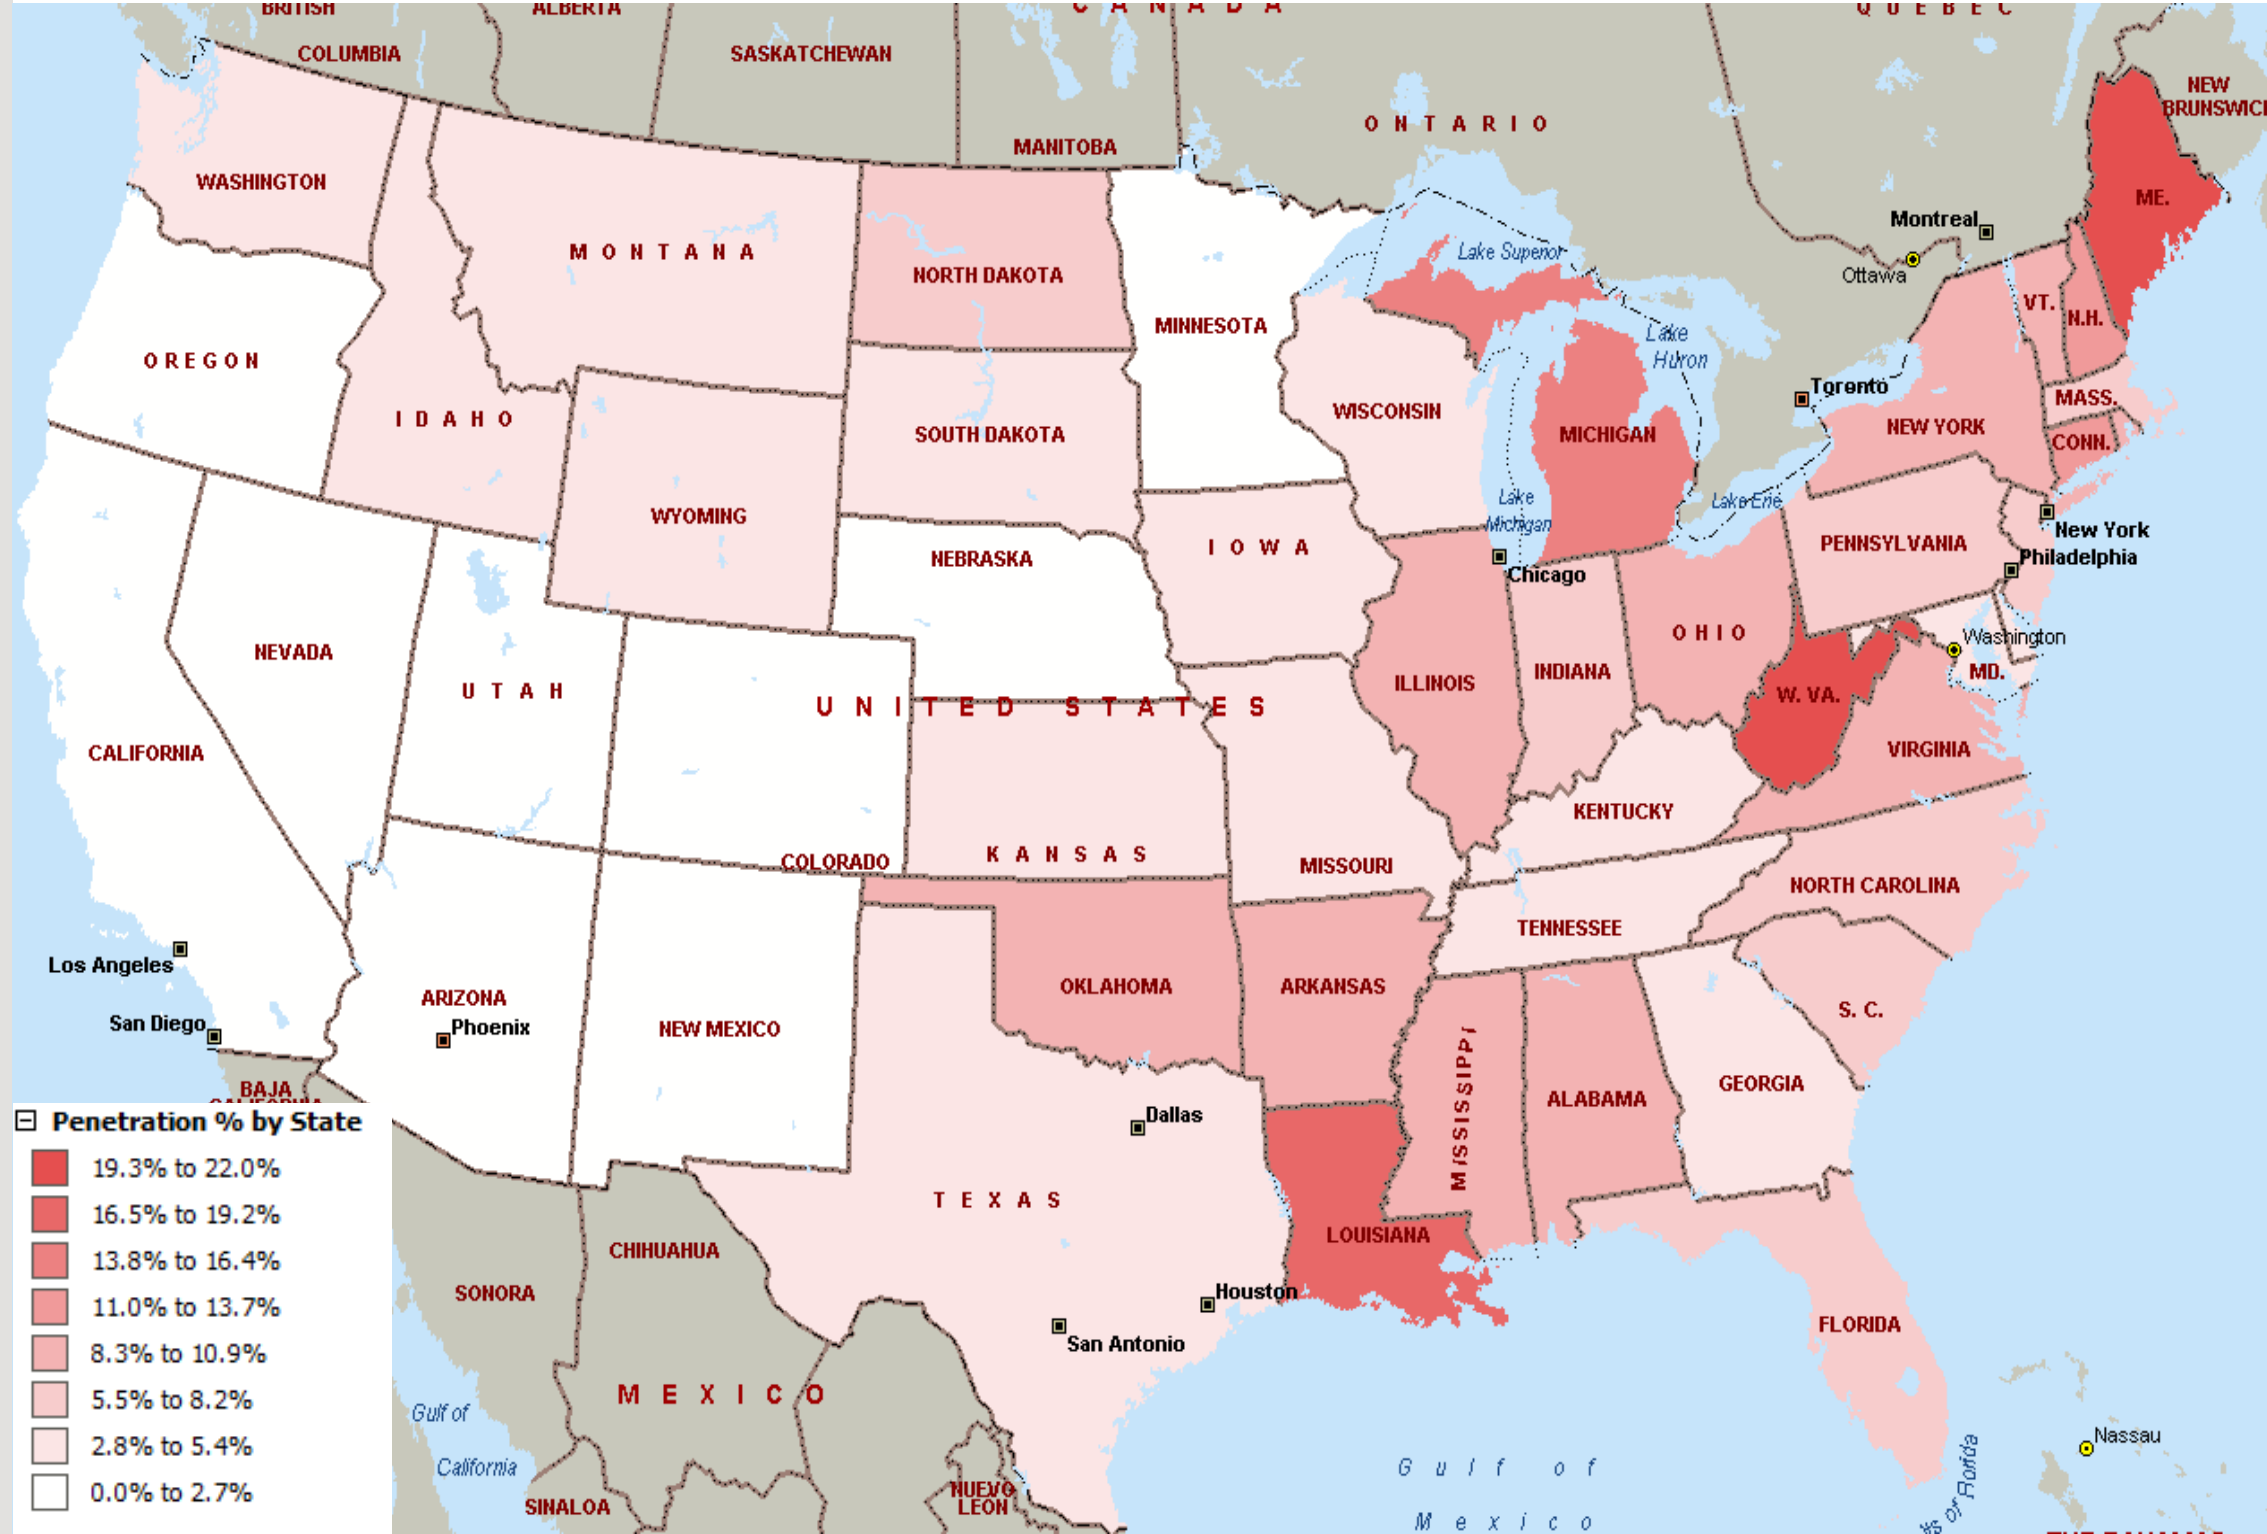 BRITISH
COLUMBIA
ALBERTA
SASKATCHEWAN
CANADA
MANITOBA
ONTARIO
QUEBEC
NEW
BRUNSWICK
WASHINGTON
MONTANA
NORTH DAKOTA
MINNESOTA
Lake Superior
Montreal
Ottawa
ME.
VT.
N.H.
OREGON
IDAHO
SOUTH DAKOTA
WISCONSIN
MICHIGAN
Lake
Huron
Toronto
NEW YORK
MASS.
CONN.
WYOMING
NEBRASKA
IOWA
Lake
Michigan
Chicago
Lake Erie
PENNSYLVANIA
New York
Philadelphia
NEVADA
UTAH
UNITED STATES
ILLINOIS
INDIANA
OHIO
W. VA.
Washington
MD.
CALIFORNIA
COLORADO
KANSAS
MISSOURI
KENTUCKY
VIRGINIA
Los Angeles
San Diego
ARIZONA
Phoenix
NEW MEXICO
OKLAHOMA
ARKANSAS
TENNESSEE
NORTH CAROLINA
S. C.
MISSISSIPPI
ALABAMA
GEORGIA
BAJA
CALIFORNIA
Dallas
TEXAS
LOUISIANA
Houston
San Antonio
FLORIDA
Penetration % by State
19.3% to 22.0%
16.5% to 19.2%
13.8% to 16.4%
11.0% to 13.7%
8.3% to 10.9%
5.5% to 8.2%
2.8% to 5.4%
0.0% to 2.7%
SONORA
CHIHUAHUA
MEXICO
Gulf of
California
SINALOA
NUEVO
LEON
Gulf of
Mexico
of Florida
Nassau